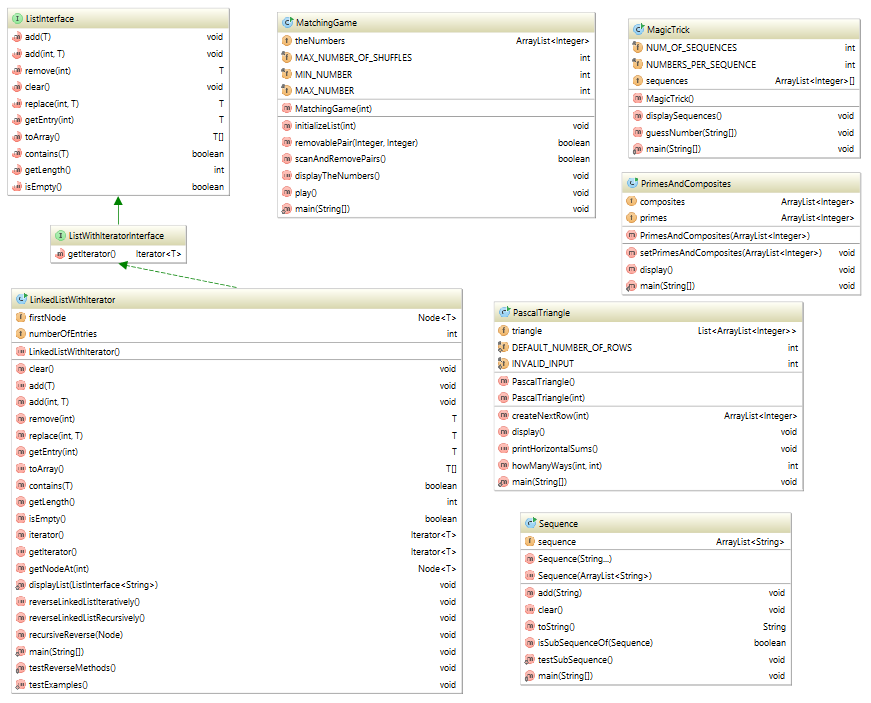 ListInterface
add(T) void
add(int, T) void
remove(int) T
clear() void
replace(int, T) T
getEntry(int) T
toArray() T[]
contains(T) boolean
getLength() int
isEmpty() boolean
ListWithIteratorInterface
getIterator() Iterator<T>
LinkedListWithIterator
firstNode Node<T>
numberOfEntries int
LinkedListWithIterator()
clear() void
add(T) void
add(int, T) void
remove(int) T
replace(int, T) T
getEntry(int) T
toArray() T[]
contains(T) boolean
getLength() int
isEmpty() boolean
iterator() Iterator<T>
getIterator() Iterator<T>
getNodeAt(int) Node<T>
displayList(ListInterface<String>) void
reverseLinkedListIteratively() void
reverseLinkedListRecursively() void
recursiveReverse(Node) void
main(String[]) void
testReverseMethods() void
testExamples() void
MatchingGame
theNumbers ArrayList<Integer>
MAX_NUMBER_OF_SHUFFLES int
MIN_NUMBER int
MAX_NUMBER int
MatchingGame(int)
initializeList(int) void
removablePair(Integer, Integer) boolean
scanAndRemovePairs() boolean
displayTheNumbers() void
play() void
main(String[]) void
MagicTrick
NUM_OF_SEQUENCES int
NUMBERS_PER_SEQUENCE int
sequences ArrayList<Integer>[]
MagicTrick()
displaySequences() void
guessNumber(String[]) void
main(String[]) void
PrimesAndComposites
composites ArrayList<Integer>
primes ArrayList<Integer>
PrimesAndComposites(ArrayList<Integer>)
setPrimesAndComposites(ArrayList<Integer>) void
display() void
main(String[]) void
PascalTriangle
triangle List<ArrayList<Integer>>
DEFAULT_NUMBER_OF_ROWS int
INVALID_INPUT int
PascalTriangle()
PascalTriangle(int)
createNextRow(int) ArrayList<Integer>
display() void
printHorizontalSums() void
howManyWays(int, int) int
main(String[]) void
Sequence
sequence ArrayList<String>
Sequence(String...)
Sequence(ArrayList<String>)
add(String) void
clear() void
toString() String
isSubSequenceOf(Sequence) boolean
testSubSequence() void
main(String[]) void